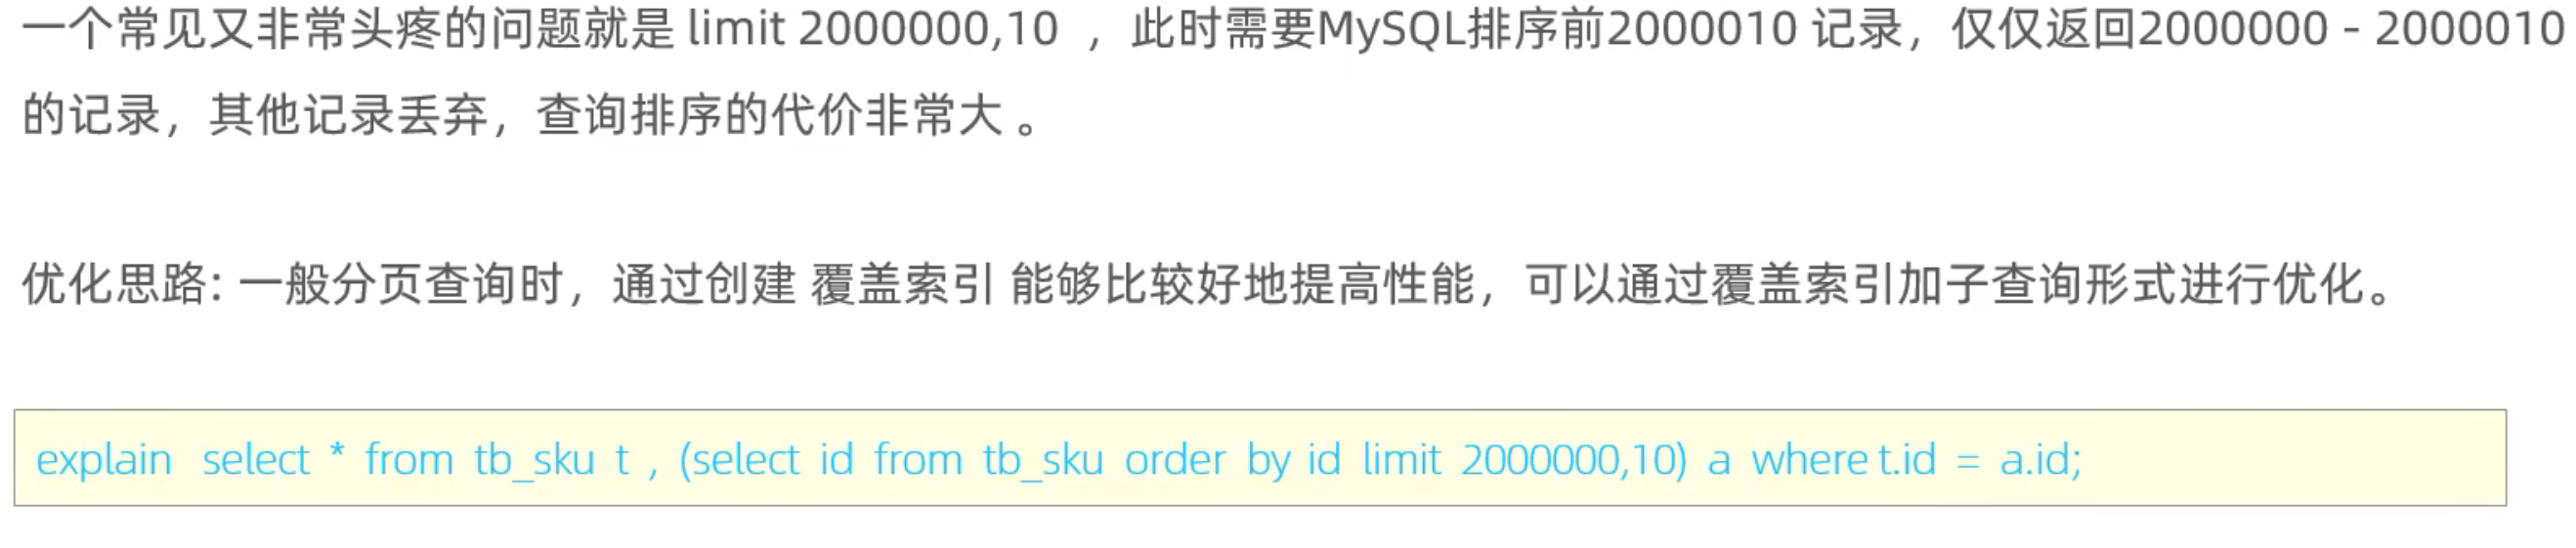 一个常见又非常头疼的问题就是 limit 2000000,10 ，此时需要MySQL排序前2000010 记录，仅仅返回2000000 - 2000010
的记录，其他记录丢弃，查询排序的代价非常大 。
优化思路: 一般分页查询时，通过创建 覆盖索引 能够比较好地提高性能，可以通过覆盖索引加子查询形式进行优化。
explain select * from tb_sku t , (select id from tb_sku order by id limit 2000000,10) a where t.id = a.id;